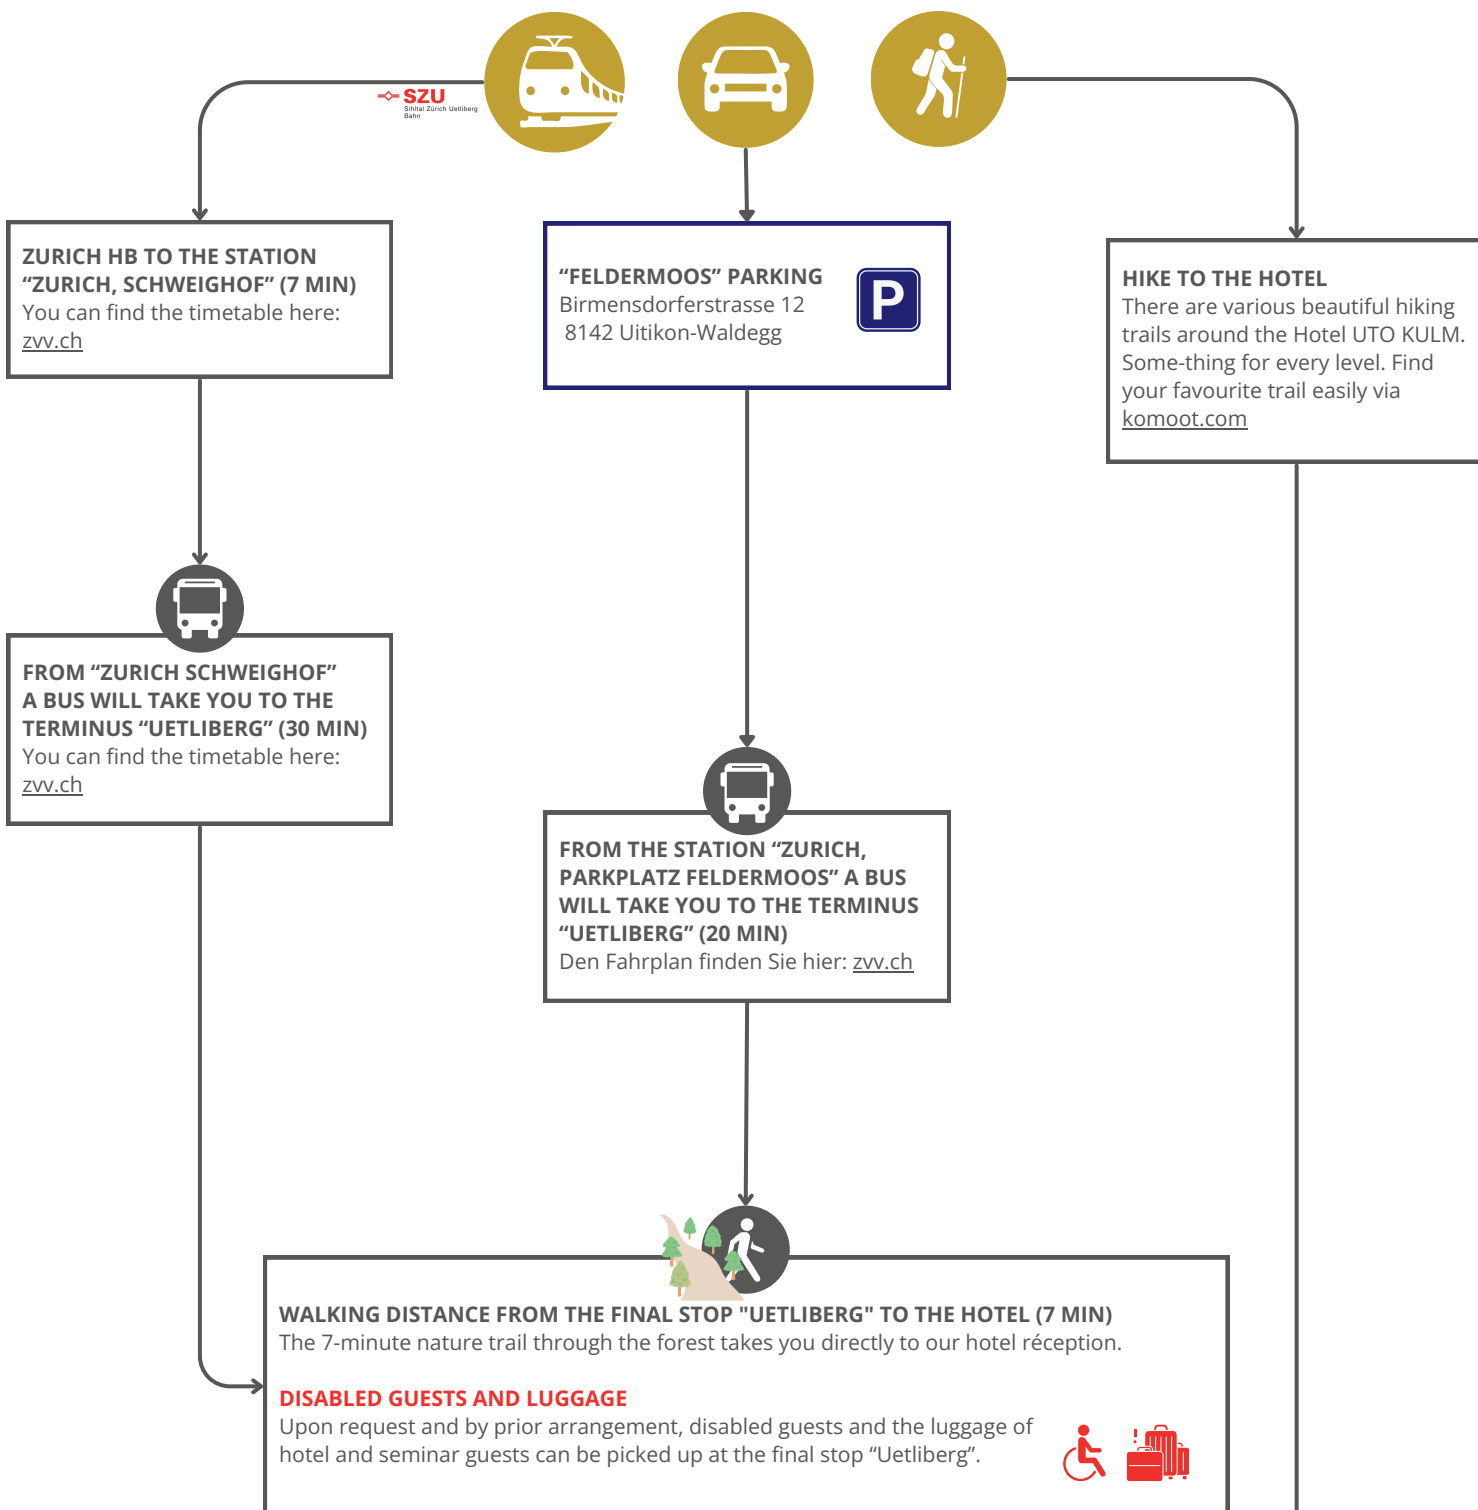 SZU
Sihltal Zürich Uetliberg
Bahn
ZURICH HB TO THE STATION
“ZURICH, SCHWEIGHOF” (7 MIN)
You can find the timetable here:
zvv.ch
“FELDERMOOS” PARKING
Birmensdorferstrasse 12
8142 Uitikon-Waldegg
P
HIKE TO THE HOTEL
There are various beautiful hiking
trails around the Hotel UTO KULM.
Some-thing for every level. Find
your favourite trail easily via
komoot.com
FROM “ZURICH SCHWEIGHOF”
A BUS WILL TAKE YOU TO THE
TERMINUS “UETLIBERG” (30 MIN)
You can find the timetable here:
zvv.ch
FROM THE STATION “ZURICH,
PARKPLATZ FELDERMOOS” A BUS
WILL TAKE YOU TO THE TERMINUS
“UETLIBERG” (20 MIN)
Den Fahrplan finden Sie hier: zvv.ch
WALKING DISTANCE FROM THE FINAL STOP "UETLIBERG" TO THE HOTEL (7 MIN)
The 7-minute nature trail through the forest takes you directly to our hotel réception.
DISABLED GUESTS AND LUGGAGE
Upon request and by prior arrangement, disabled guests and the luggage of
hotel and seminar guests can be picked up at the final stop “Uetliberg”.